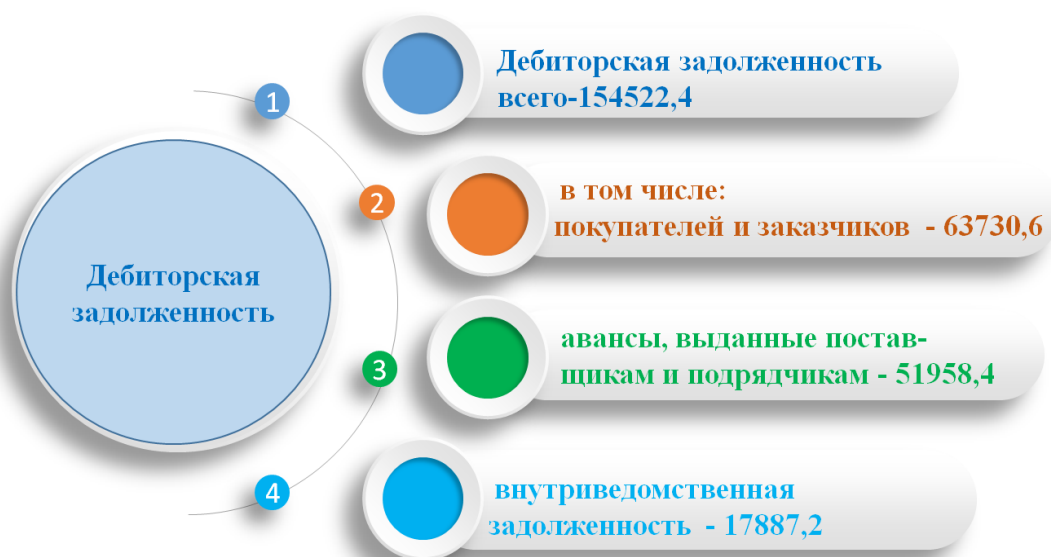 Дебиторская
задолженность
1
Дебиторская задолженность
всего-154522,4
2
в том числе:
покупателей и заказчиков - 63730,6
3
авансы, выданные постав-
щикам и подрядчикам - 51958,4
4
внутриведомственная
задолженность - 17887,2